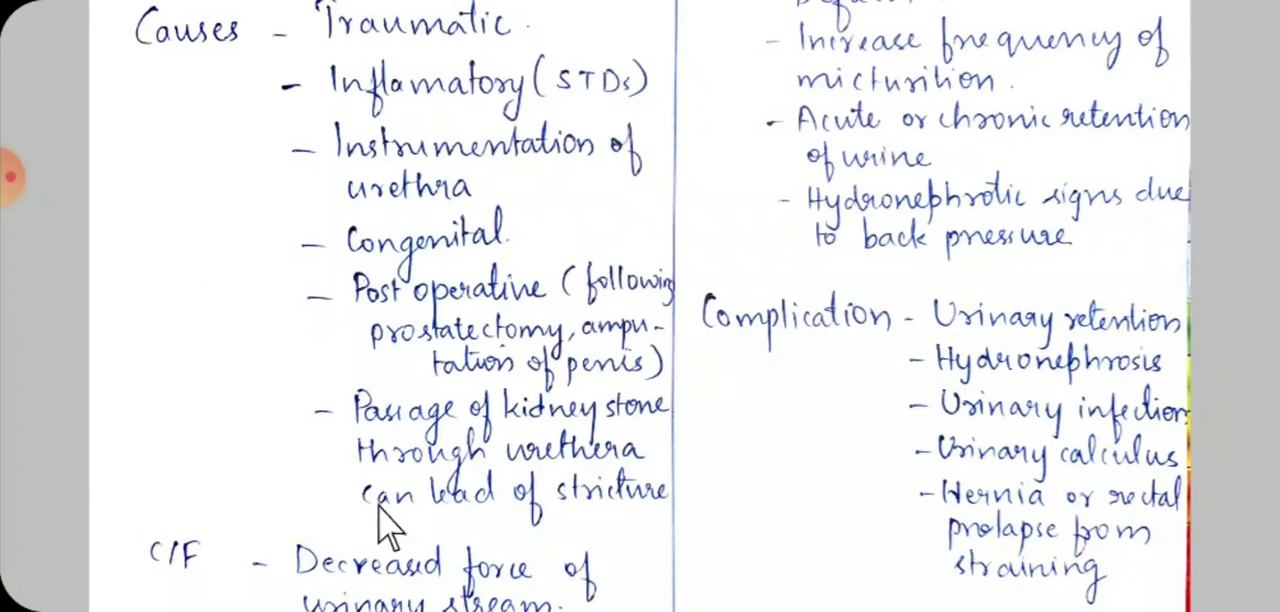 Causes - Traumatic.
- Inflamatory (STDs)
- Instrumentation of
urethra
- Congenital.
- Post operative (following
prostatectomy, ampu-
tation of penis)
- Passage of kidney stone
through urethera
can lead of stricture
C/F - Decreased force of
urinary stream.
- Increase frequency of
micturition.
- Acute or chronic retention
of urine
- Hydronephrotic signs due
to back pressure
Complication - Urinary retention
- Hydronephrosis
- Urinary infection
- Urinary calculus
- Hernia or rectal
prolapse from
straining